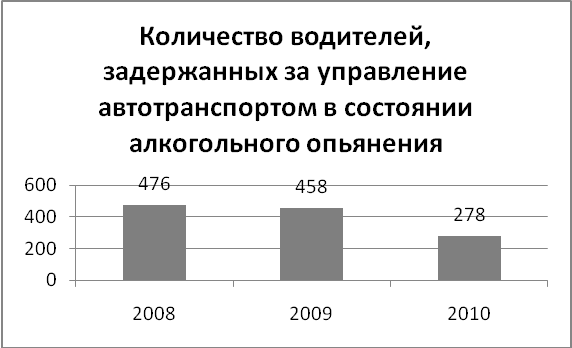 Количество водителей,
задержанных за управление
автотранспортом в состоянии
алкогольного опьянения
600
400
200
0
476
458
278
2008
2009
2010